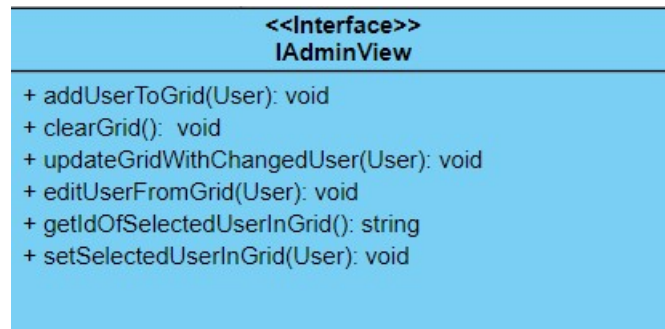 <<Interface>>
IAdminView
+ addUserToGrid(User): void
+ clearGrid(): void
+ updateGridWithChangedUser(User): void
+ editUserFromGrid(User): void
+ getIdOfSelectedUserInGrid(): string
+ setSelectedUserInGrid(User): void